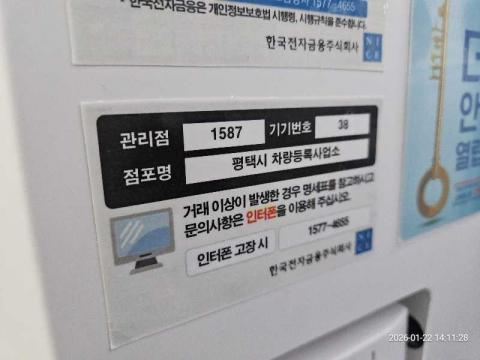 1577-4655
* 한국전자금융은 개인정보보호법 시행령, 시행규칙을 준수합니다.
한국전자금융주식회사 NICE
관리점 1587 기기번호 38
점포명 평택시 차량등록사업소
거래 이상이 발생한 경우 명세표를 참고하시고
문의사항은 인터폰을 이용해 주십시오.
인터폰 고장 시 1577-4655
한국전자금융주식회사
안
열
2026-01-22 14:11:28